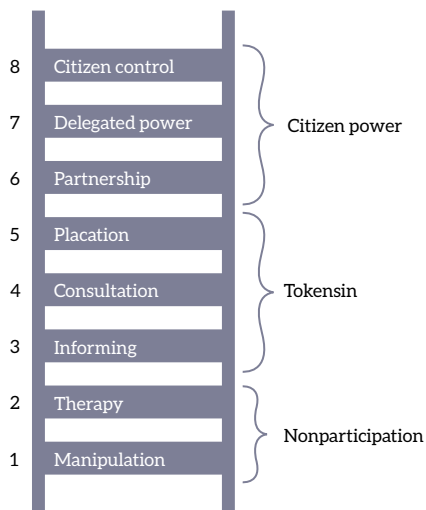 8 Citizen control
7 Delegated power
Citizen power
6 Partnership
5 Placation
4 Consultation
Tokensin
3 Informing
2 Therapy
Nonparticipation
1 Manipulation